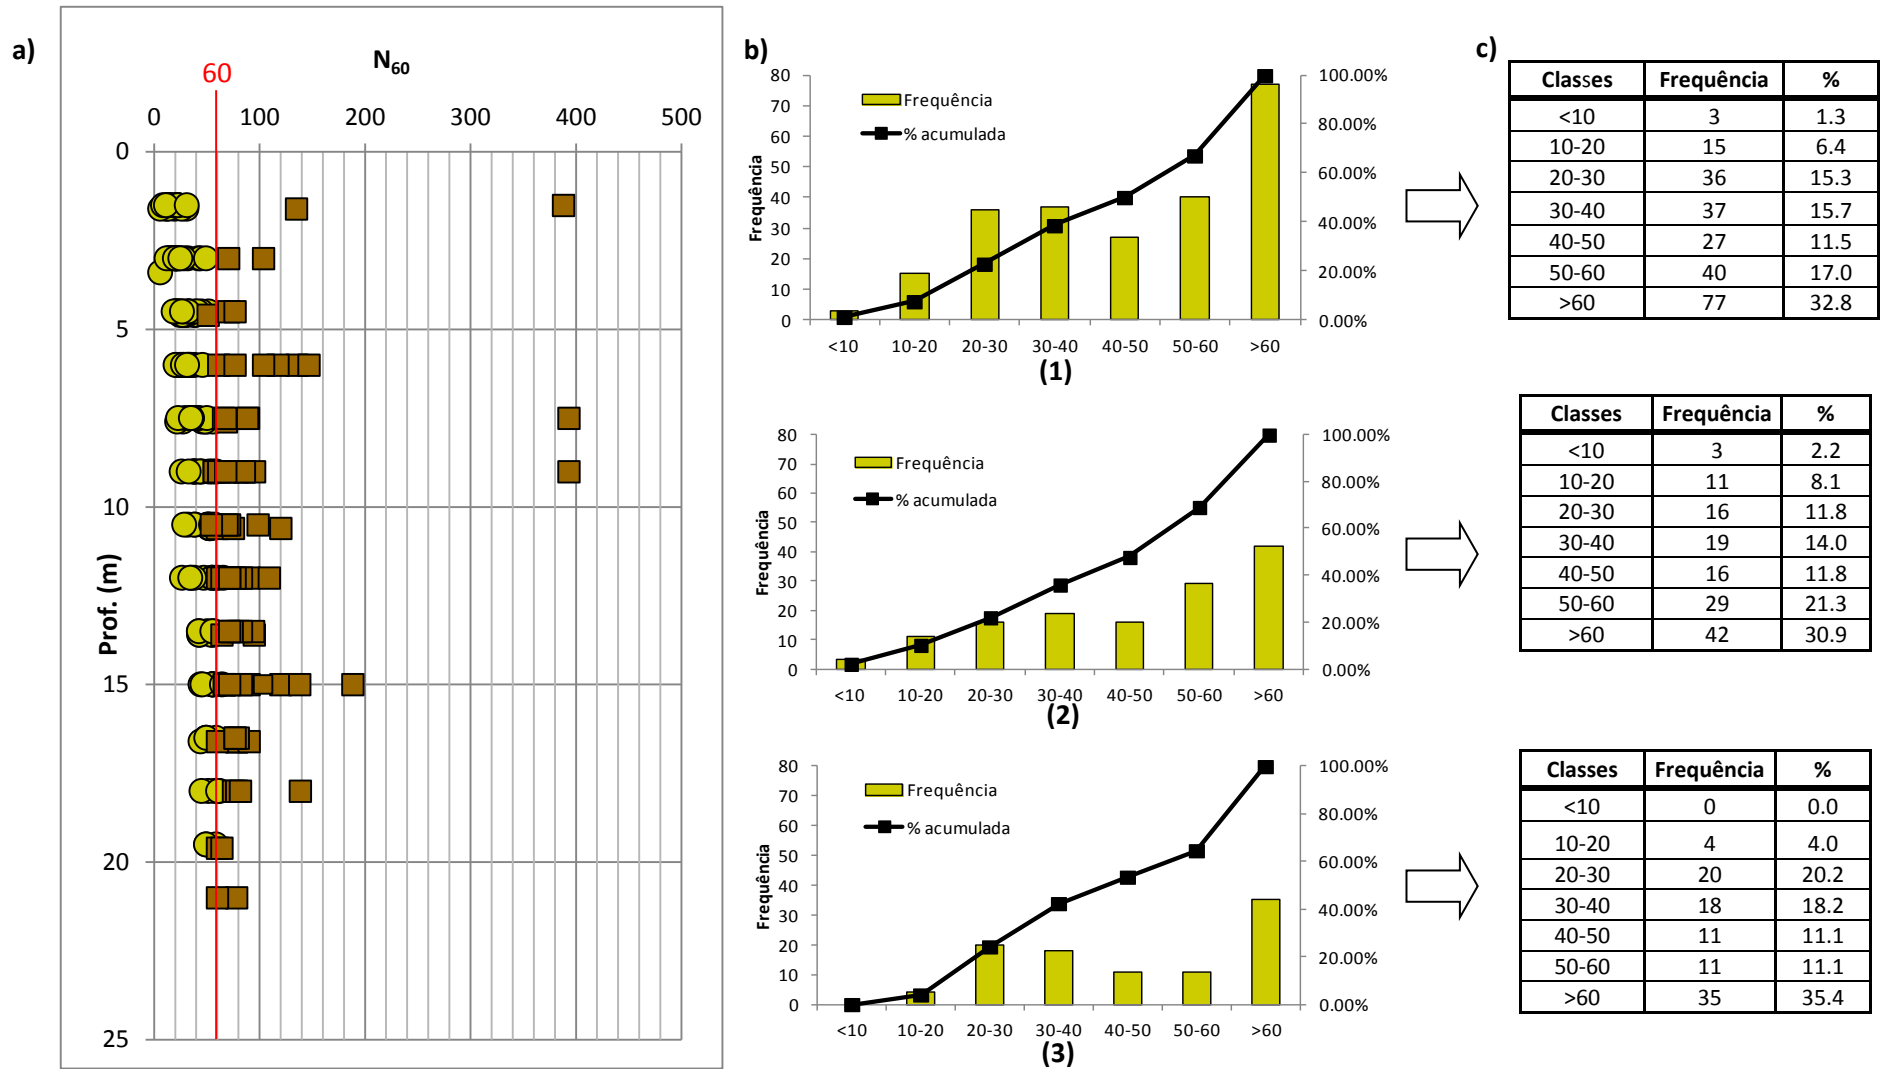 a)
N60
60
0 100 200 300 400 500
0
5
10
15
20
25
Prof. (m)
b)
Frequência
% acumulada
Frequência
80
70
60
50
40
30
20
10
0
100.00%
80.00%
60.00%
40.00%
20.00%
0.00%
<10 10-20 20-30 30-40 40-50 50-60 >60
(1)
Frequência
% acumulada
Frequência
80
70
60
50
40
30
20
10
0
100.00%
80.00%
60.00%
40.00%
20.00%
0.00%
<10 10-20 20-30 30-40 40-50 50-60 >60
(2)
Frequência
% acumulada
Frequência
80
70
60
50
40
30
20
10
0
100.00%
80.00%
60.00%
40.00%
20.00%
0.00%
<10 10-20 20-30 30-40 40-50 50-60 >60
(3)
c)
Classes Frequência %
<10 3 1.3
10-20 15 6.4
20-30 36 15.3
30-40 37 15.7
40-50 27 11.5
50-60 40 17.0
>60 77 32.8
Classes Frequência %
<10 3 2.2
10-20 11 8.1
20-30 16 11.8
30-40 19 14.0
40-50 16 11.8
50-60 29 21.3
>60 42 30.9
Classes Frequência %
<10 0 0.0
10-20 4 4.0
20-30 20 20.2
30-40 18 18.2
40-50 11 11.1
50-60 11 11.1
>60 35 35.4